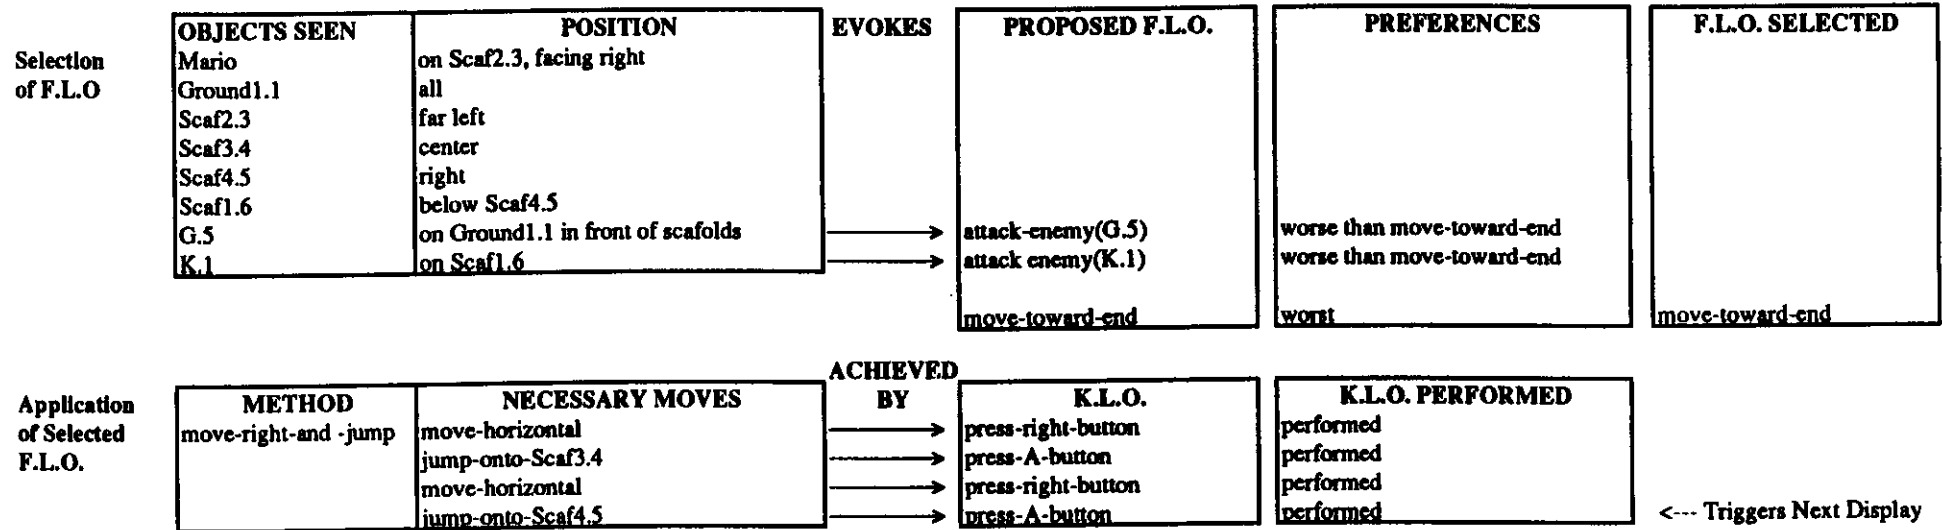 OBJECTS SEEN POSITION EVOKES PROPOSED F.L.O. PREFERENCES F.L.O. SELECTED
Selection Mario on Scaf2.3, facing right
of F.L.O Ground1.1 all
Scaf2.3 far left
Scaf3.4 center
Scaf4.5 right
Scaf1.6 below Scaf4.5
G.5 on Ground1.1 in front of scafolds attack-enemy(G.5) worse than move-toward-end
K.1 on Scaf1.6 attack enemy(K.1) worse than move-toward-end
move-toward-end worst move-toward-end
ACHIEVED
Application METHOD NECESSARY MOVES BY K.L.O. K.L.O. PERFORMED
of Selected move-right-and -jump move-horizontal press-right-button performed
F.L.O. jump-onto-Scaf3.4 press-A-button performed
move-horizontal press-right-button performed
jump-onto-Scaf4.5 press-A-button performed <--- Triggers Next Display